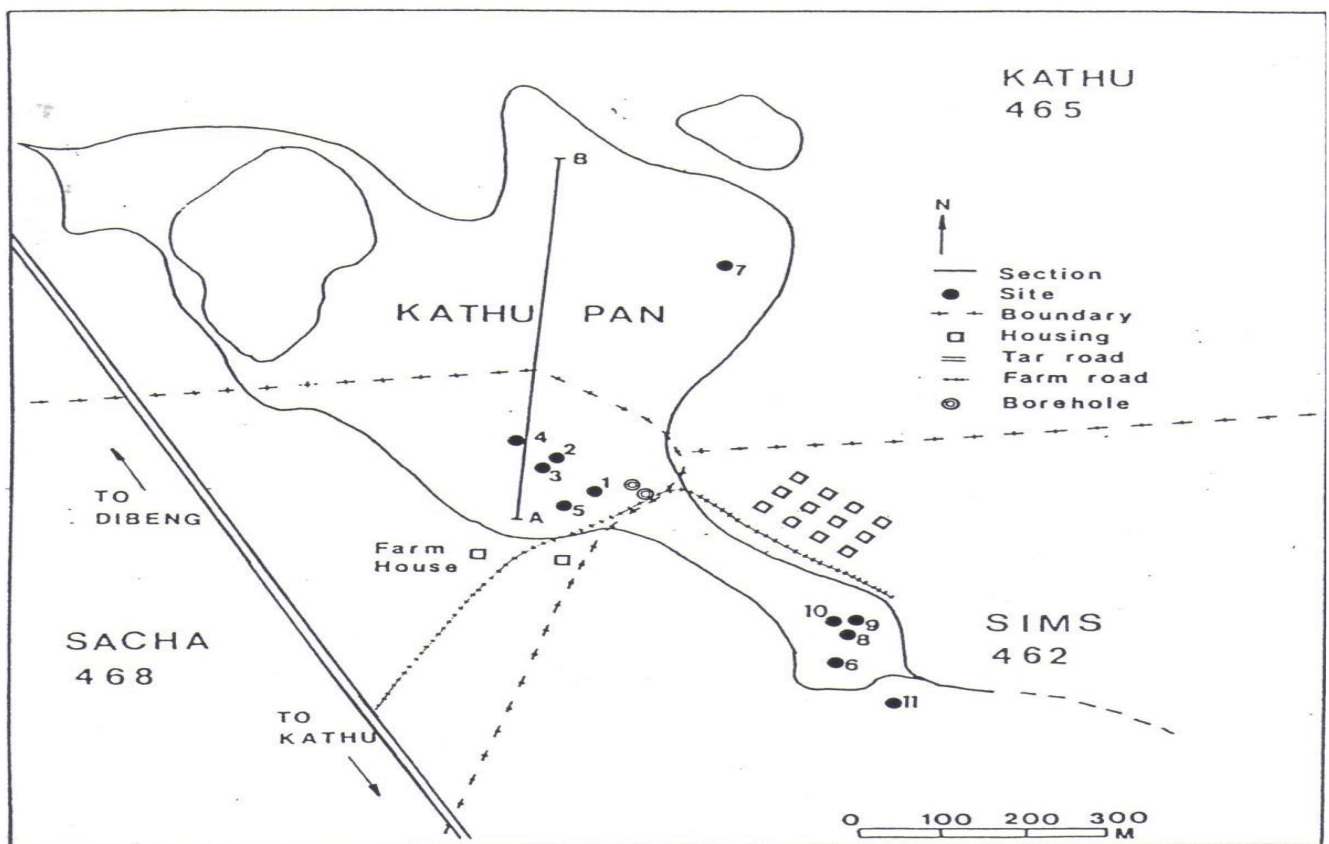 KATHU
465
B
N
7
Section
Site
Boundary
Housing
Tar road
Farm road
Borehole
KATHU PAN
4
2
3
1
5
A
TO
DIBENG
Farm
House
10
9
8
6
11
SIMS
462
SACHA
468
TO
KATHU
0 100 200 300
M